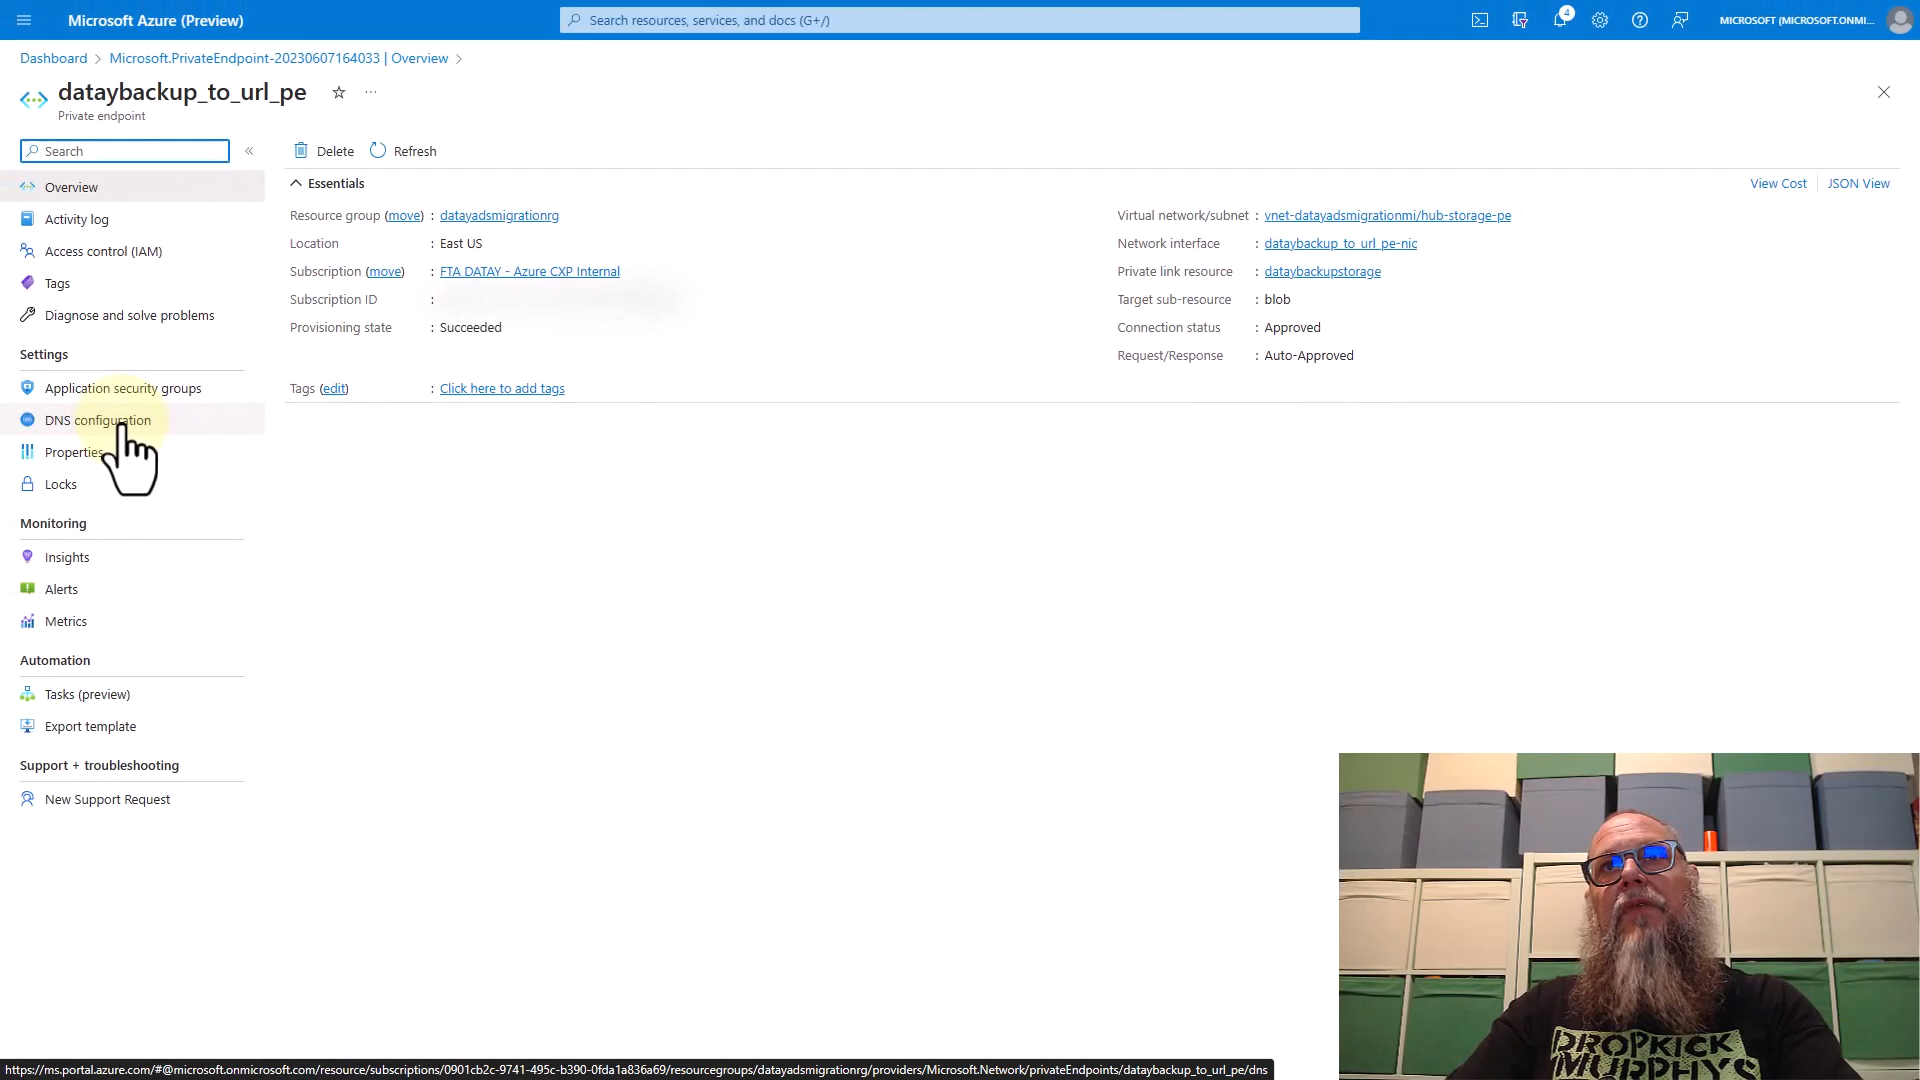 Microsoft Azure (Preview)
Search resources, services, and docs (G+/)
4
MICROSOFT (MICROSOFT.ONMI...
Dashboard > Microsoft.PrivateEndpoint-20230607164033 | Overview >
dataybackup_to_url_pe
Private endpoint
Search
Delete
Refresh
Overview
Activity log
Access control (IAM)
Tags
Diagnose and solve problems
Settings
Application security groups
DNS configuration
Properties
Locks
Monitoring
Insights
Alerts
Metrics
Automation
Tasks (preview)
Export template
Support + troubleshooting
New Support Request
Essentials
View Cost
JSON View
Resource group (move) : datayadsmigrationrg
Location : East US
Subscription (move) : FTA DATAY - Azure CXP Internal
Subscription ID :
Provisioning state : Succeeded
Tags (edit) : Click here to add tags
Virtual network/subnet : vnet-datayadsmigrationmi/hub-storage-pe
Network interface : dataybackup_to_url_pe-nic
Private link resource : dataybackupstorage
Target sub-resource : blob
Connection status : Approved
Request/Response : Auto-Approved
DROPKICK
MURPHYS
https://ms.portal.azure.com/#@microsoft.onmicrosoft.com/resource/subscriptions/0901cb2c-9741-495c-b390-0fda1a836a69/resourcegroups/datayadsmigrationrg/providers/Microsoft.Network/privateEndpoints/dataybackup_to_url_pe/dns